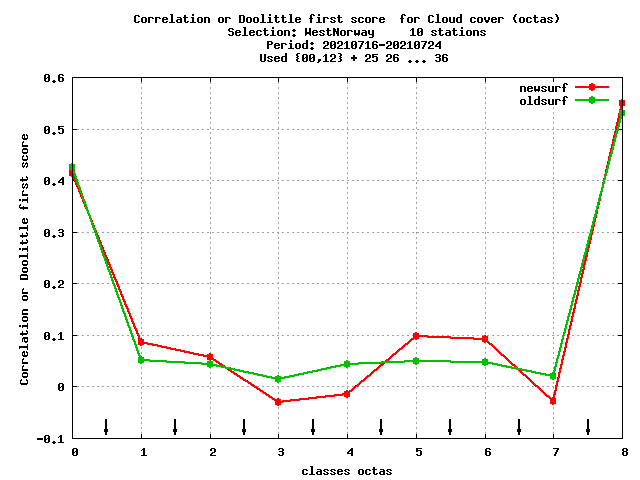 Correlation or Doolittle first score  for Cloud cover (octas)
Selection: WestNorway     10 stations
Period: 20210716-20210724
Used {00,12} + 25 26 ... 36
newsurf
oldsurf
Correlation or Doolittle first score
0.6
0.5
0.4
0.3
0.2
0.1
0
-0.1
0 1 2 3 4 5 6 7 8
classes octas